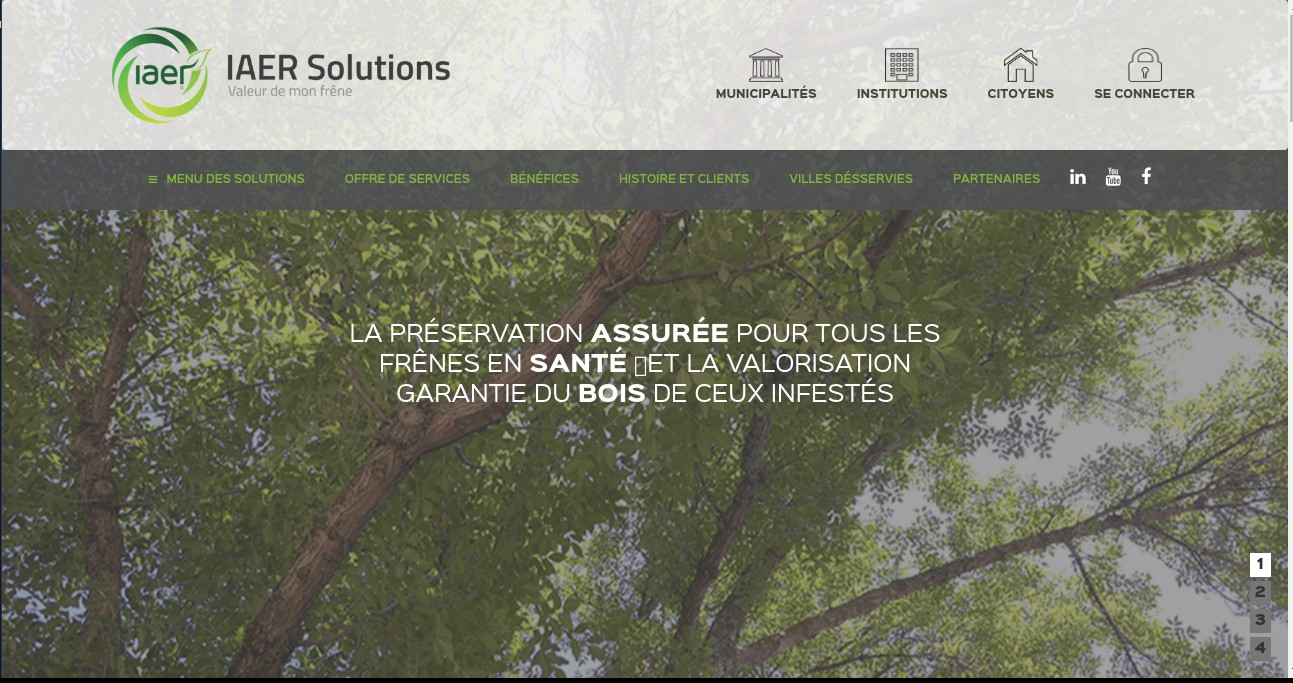 iaer
IAER Solutions
Valeur de mon frêne
MUNICIPALITÉS
INSTITUTIONS
CITOYENS
SE CONNECTER
≡ MENU DES SOLUTIONS
OFFRE DE SERVICES
BÉNÉFICES
HISTOIRE ET CLIENTS
VILLES DÉSSERVIES
PARTENAIRES
in
You
Tube
f
LA PRÉSERVATION ASSURÉE POUR TOUS LES
FRÊNES EN SANTÉ ET LA VALORISATION
GARANTIE DU BOIS DE CEUX INFESTÉS
1
2
3
4